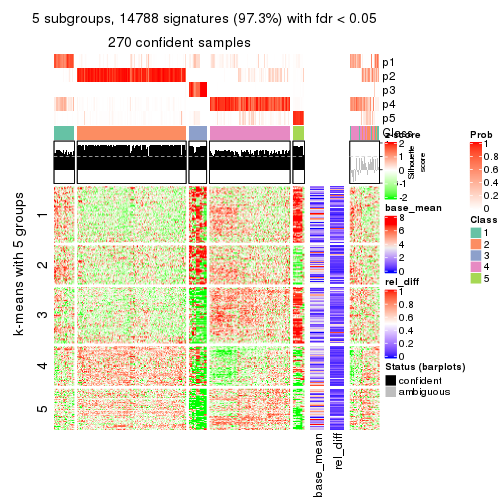 5 subgroups, 14788 signatures (97.3%) with fdr < 0.05
270 confident samples
p1
p2
p3
p4
p5
Class
Silhouette
score
k-means with 5 groups
1
2
3
4
5
base_mean
rel_diff
z-score
2
1
0
-1
-2
base_mean
8
6
4
2
0
rel_diff
1
0.8
0.6
0.4
0.2
0
Status (barplots)
confident
ambiguous
Prob
1
0.8
0.6
0.4
0.2
0
Class
1
2
3
4
5